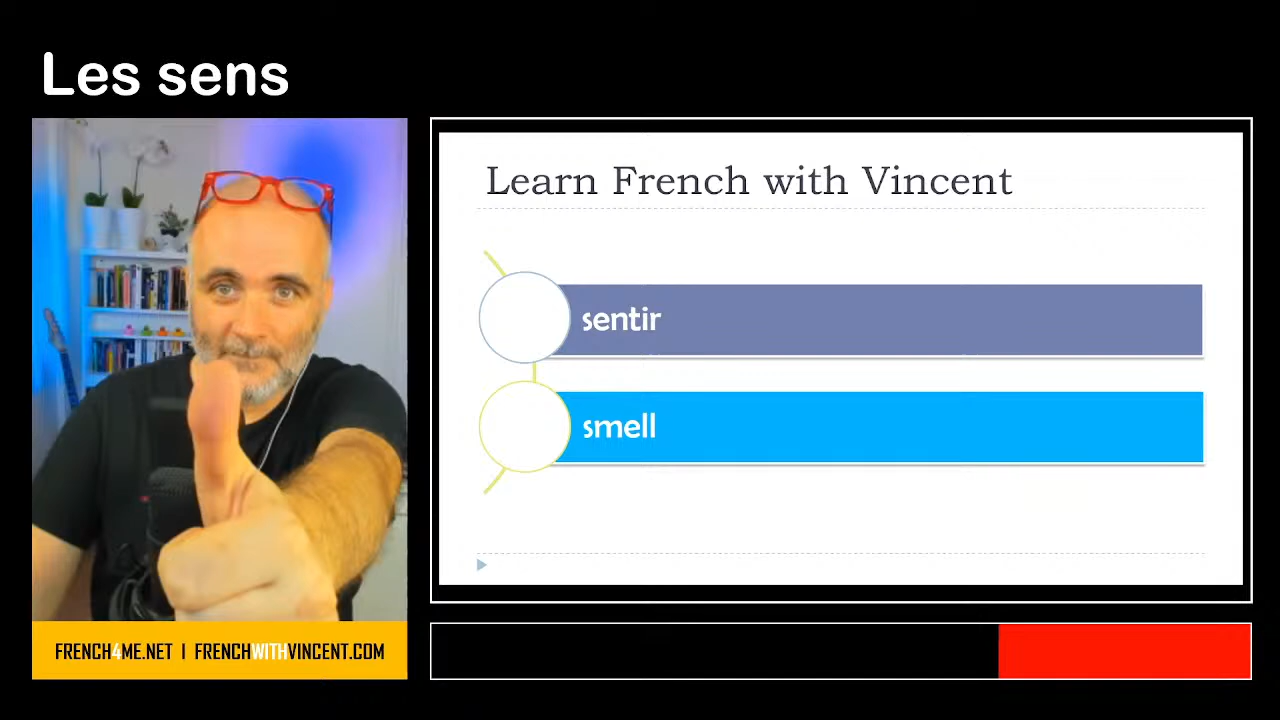 Les sens
Learn French with Vincent
sentir
smell
FRENCH4ME.NET | FRENCHWITHVINCENT.COM